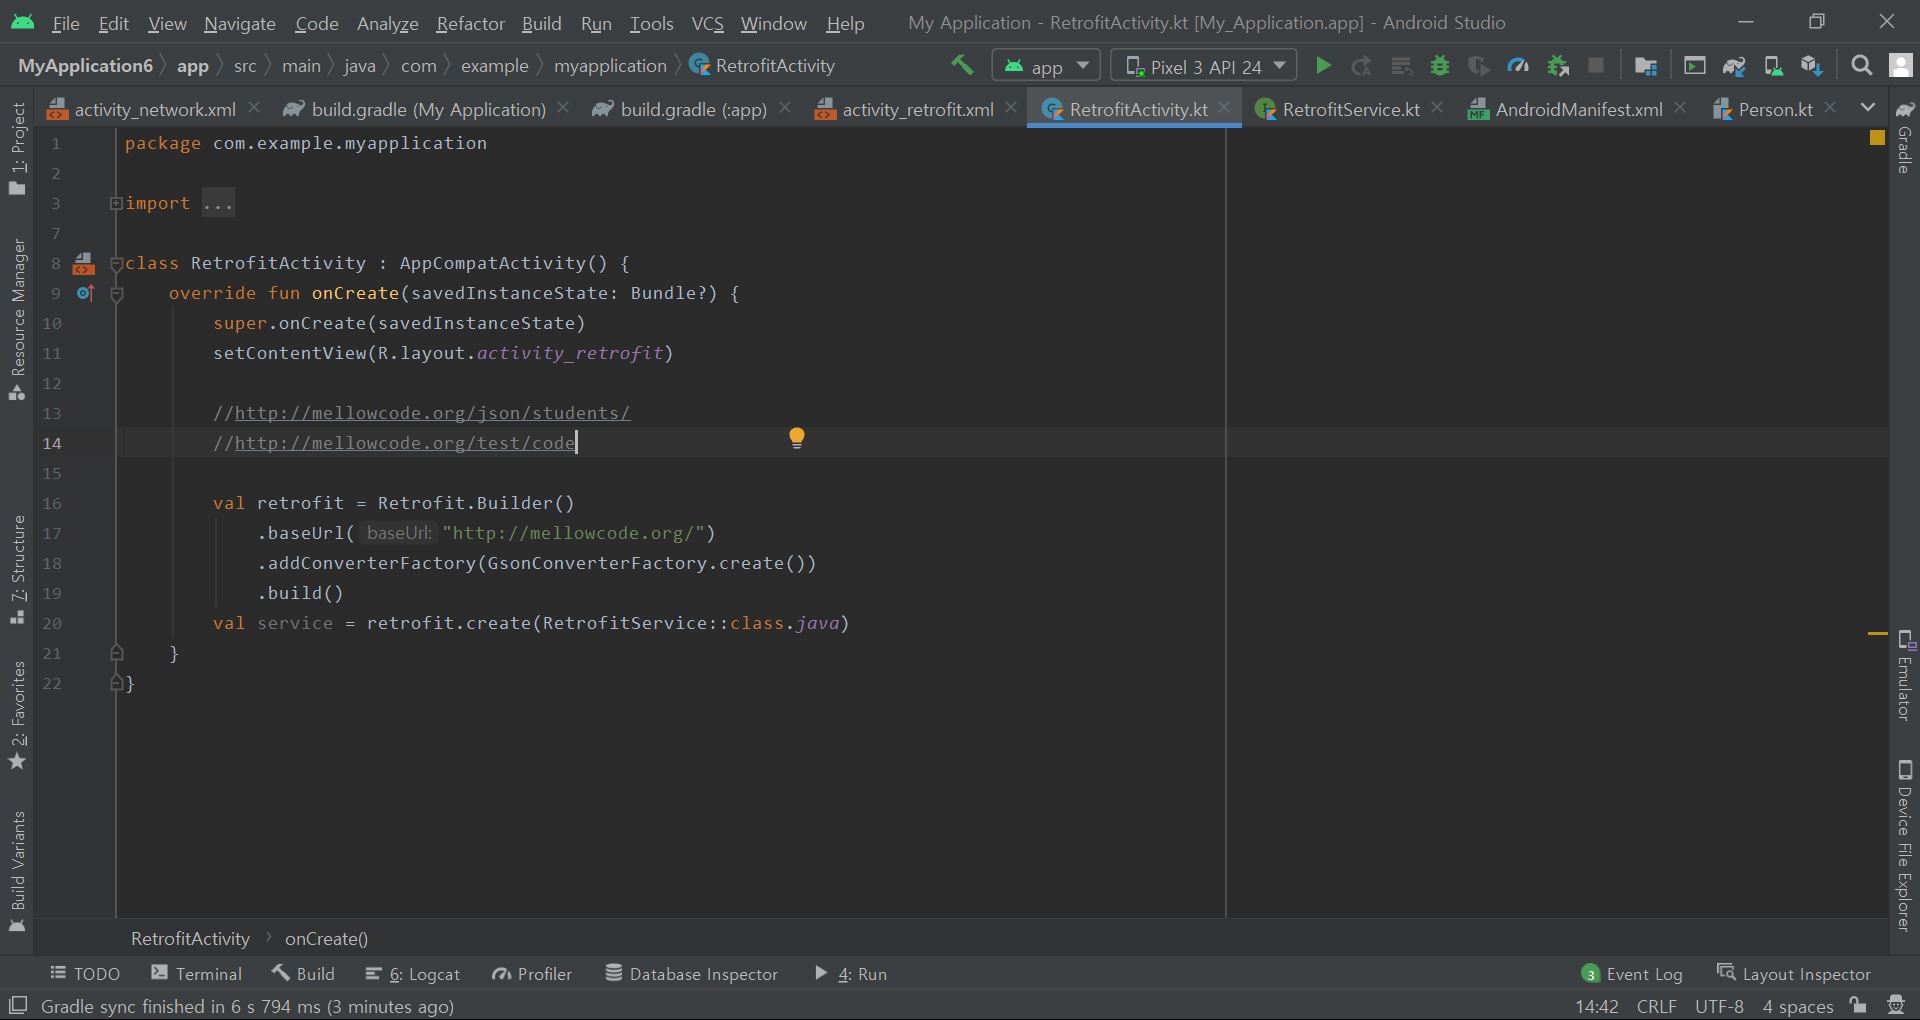 File Edit View Navigate Code Analyze Refactor Build Run Tools VCS Window Help My Application - RetrofitActivity.kt [My_Application.app] - Android Studio
MyApplication6 app src main java com example myapplication RetrofitActivity app Pixel 3 API 24
activity_network.xml build.gradle (My Application) build.gradle (:app) activity_retrofit.xml RetrofitActivity.kt RetrofitService.kt AndroidManifest.xml Person.kt
1: Project
Resource Manager
7: Structure
2: Favorites
Build Variants
1 package com.example.myapplication
2
3 import ...
7
8 class RetrofitActivity : AppCompatActivity() {
9 override fun onCreate(savedInstanceState: Bundle?) {
10 super.onCreate(savedInstanceState)
11 setContentView(R.layout.activity_retrofit)
12
13 //http://mellowcode.org/json/students/
14 //http://mellowcode.org/test/code
15
16 val retrofit = Retrofit.Builder()
17 .baseUrl( baseUrl: "http://mellowcode.org/")
18 .addConverterFactory(GsonConverterFactory.create())
19 .build()
20 val service = retrofit.create(RetrofitService::class.java)
21 }
22 }
Gradle
Emulator
Device File Explorer
RetrofitActivity onCreate()
TODO Terminal Build 6: Logcat Profiler Database Inspector 4: Run 3 Event Log Layout Inspector
Gradle sync finished in 6 s 794 ms (3 minutes ago) 14:42 CRLF UTF-8 4 spaces